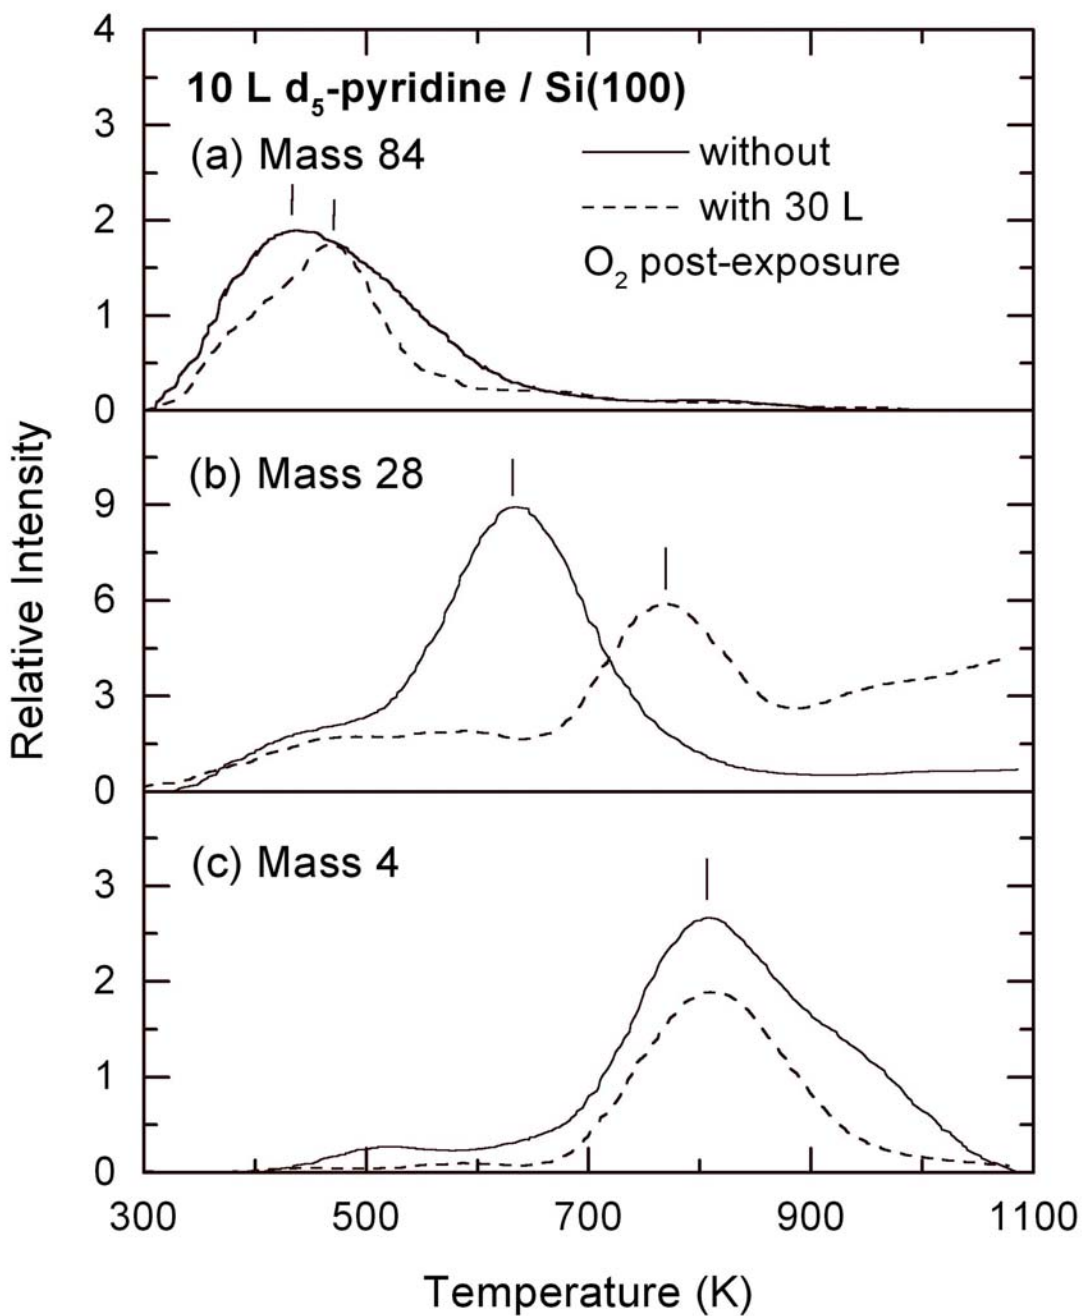 4
10 L d₅-pyridine / Si(100)
3
(a) Mass 84
without
2
with 30 L
O₂ post-exposure
1
0
(b) Mass 28
9
6
3
0
(c) Mass 4
3
2
1
0
300 500 700 900 1100
Relative Intensity
Temperature (K)